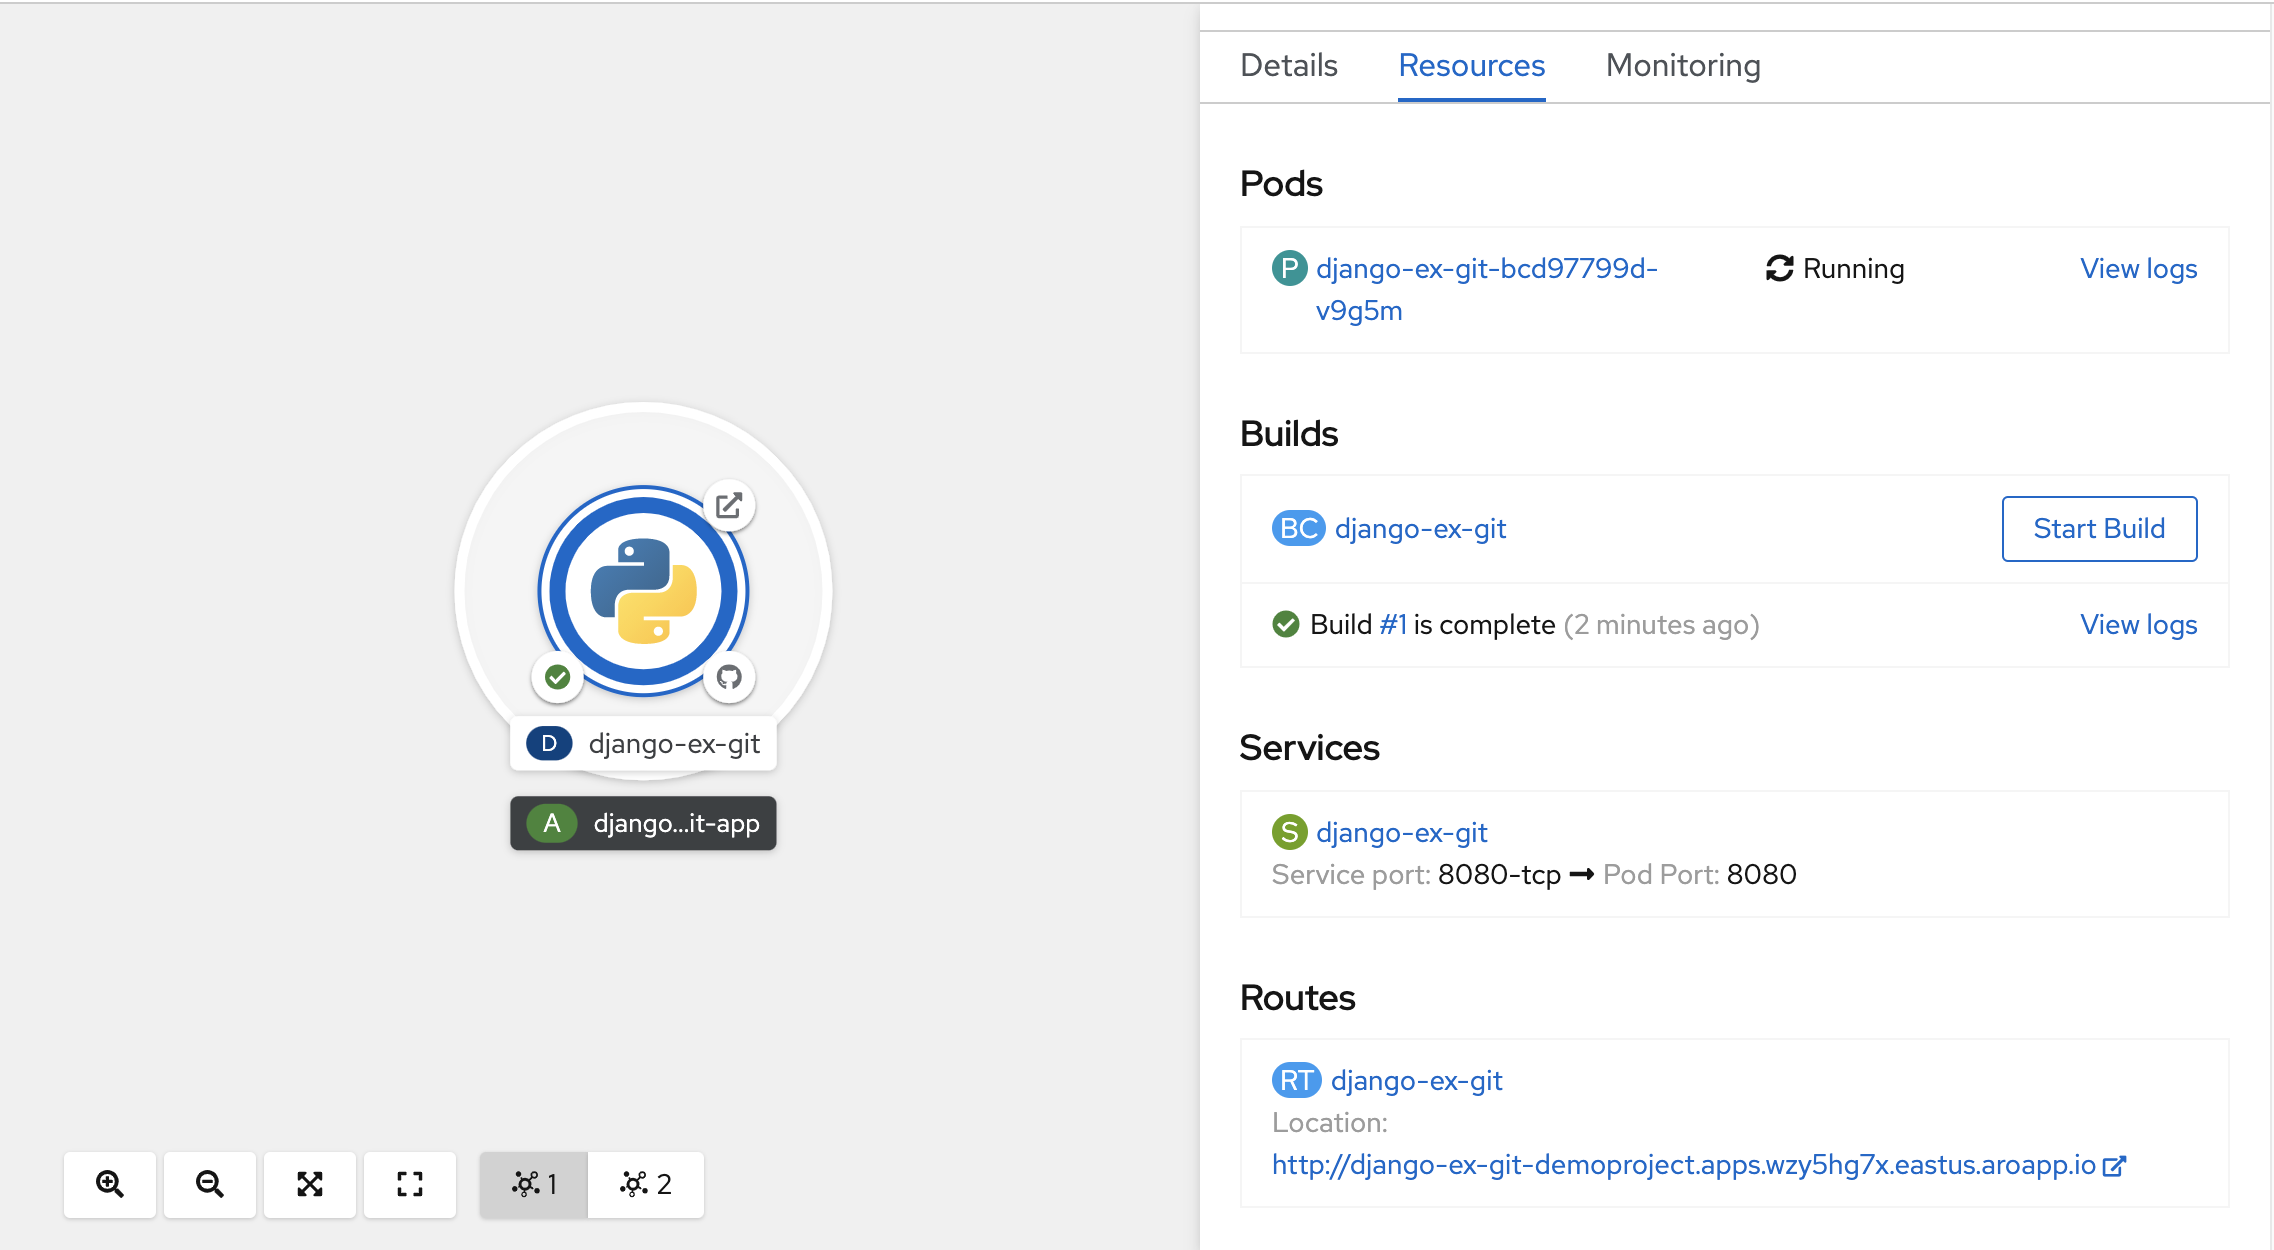 Details Resources Monitoring
Pods
P django-ex-git-bcd97799d-
v9g5m
Running
View logs
Builds
BC django-ex-git
Start Build
Build #1 is complete (2 minutes ago)
View logs
Services
S django-ex-git
Service port: 8080-tcp → Pod Port: 8080
Routes
RT django-ex-git
Location:
http://django-ex-git-demoproject.apps.wzy5hg7x.eastus.aroapp.io
D django-ex-git
A django...it-app
1 2